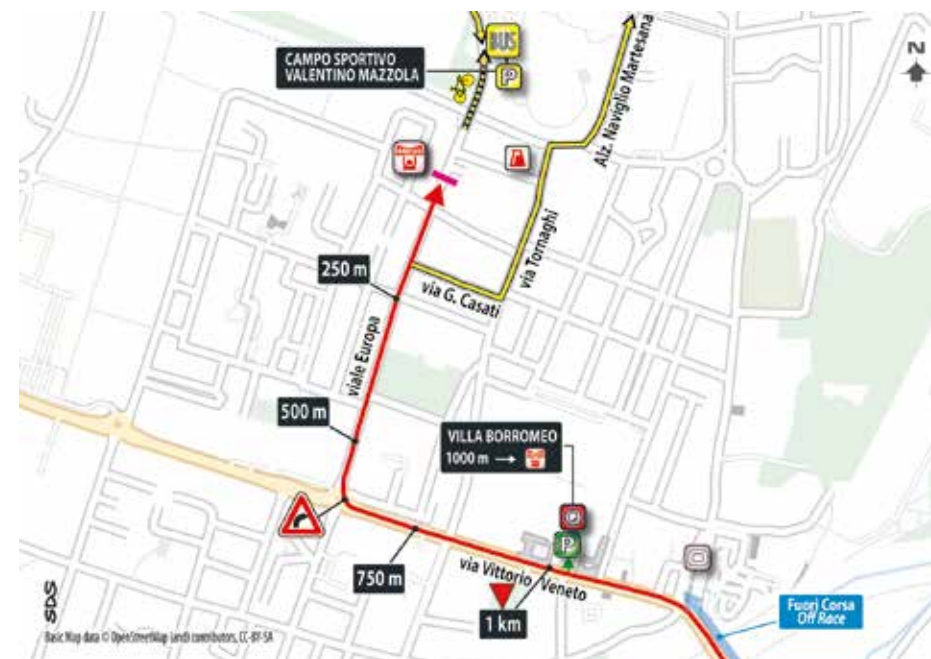 CAMPO SPORTIVO
VALENTINO MAZZOLA
BUS
P
N
Alz. Naviglio Martesana
via Tornaghi
250 m
via G. Casati
viale Europa
500 m
VILLA BORROMEO
1000 m →
P
750 m
via Vittorio Veneto
1 km
Fuori Corsa
Off Race
SDS
Basic Map data © OpenStreetMap (and) contributors, CC-BY-SA